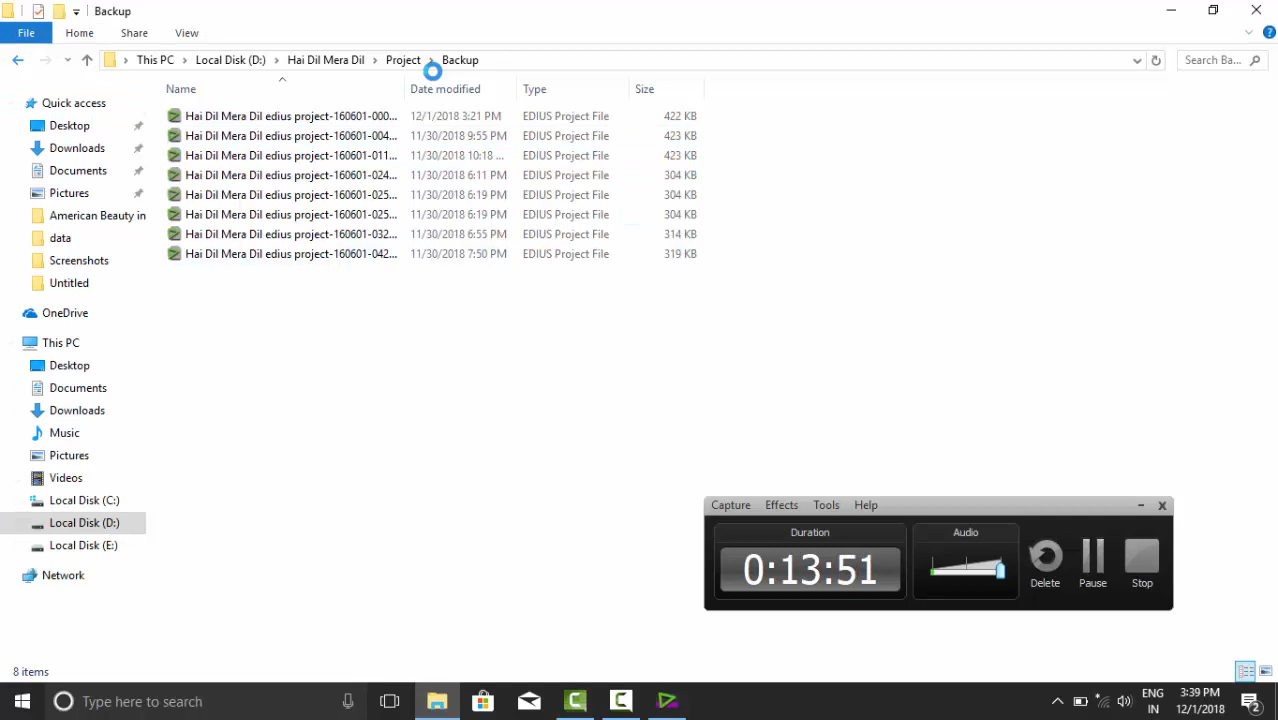 Backup
File Home Share View
This PC Local Disk (D:) Hai Dil Mera Dil Project Backup Search Ba...
Name Date modified Type Size
Hai Dil Mera Dil edius project-160601-000... 12/1/2018 3:21 PM EDIUS Project File 422 KB
Hai Dil Mera Dil edius project-160601-004... 11/30/2018 9:55 PM EDIUS Project File 423 KB
Hai Dil Mera Dil edius project-160601-011... 11/30/2018 10:18 ... EDIUS Project File 423 KB
Hai Dil Mera Dil edius project-160601-024... 11/30/2018 6:11 PM EDIUS Project File 304 KB
Hai Dil Mera Dil edius project-160601-025... 11/30/2018 6:19 PM EDIUS Project File 304 KB
Hai Dil Mera Dil edius project-160601-025... 11/30/2018 6:19 PM EDIUS Project File 304 KB
Hai Dil Mera Dil edius project-160601-032... 11/30/2018 6:55 PM EDIUS Project File 314 KB
Hai Dil Mera Dil edius project-160601-042... 11/30/2018 7:50 PM EDIUS Project File 319 KB
Quick access
Desktop
Downloads
Documents
Pictures
American Beauty in
data
Screenshots
Untitled
OneDrive
This PC
Desktop
Documents
Downloads
Music
Pictures
Videos
Local Disk (C:)
Local Disk (D:)
Local Disk (E:)
Network
Capture Effects Tools Help
Duration Audio
0:13:51
Delete Pause Stop
8 items
Type here to search
ENG 3:39 PM
IN 12/1/2018 2